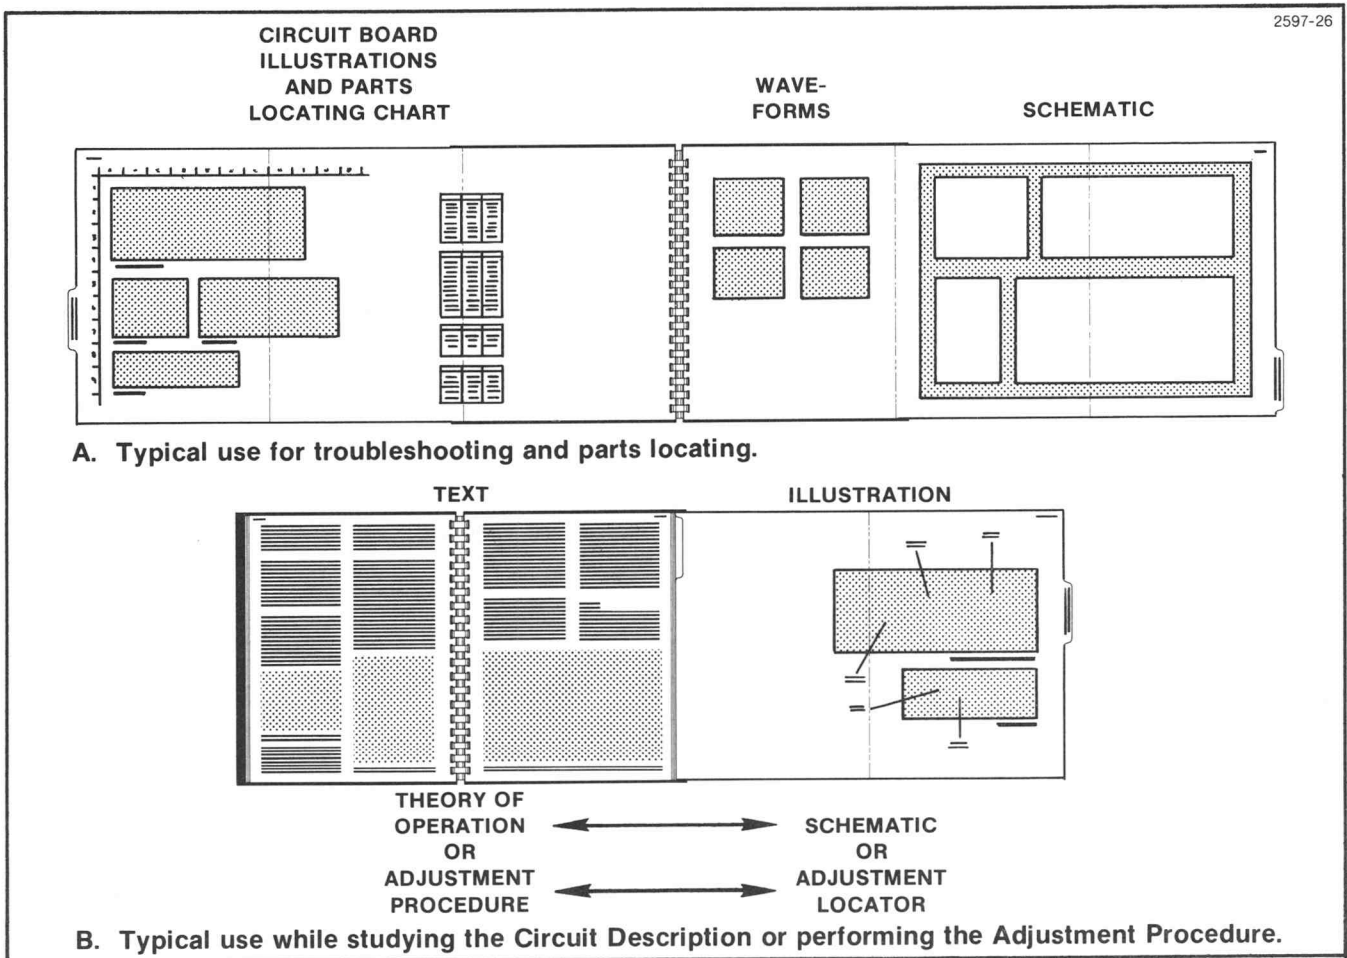 2597-26
CIRCUIT BOARD
ILLUSTRATIONS
AND PARTS
LOCATING CHART
WAVE-
FORMS
SCHEMATIC
A. Typical use for troubleshooting and parts locating.
TEXT
ILLUSTRATION
THEORY OF
OPERATION
OR
ADJUSTMENT
PROCEDURE
SCHEMATIC
OR
ADJUSTMENT
LOCATOR
B. Typical use while studying the Circuit Description or performing the Adjustment Procedure.